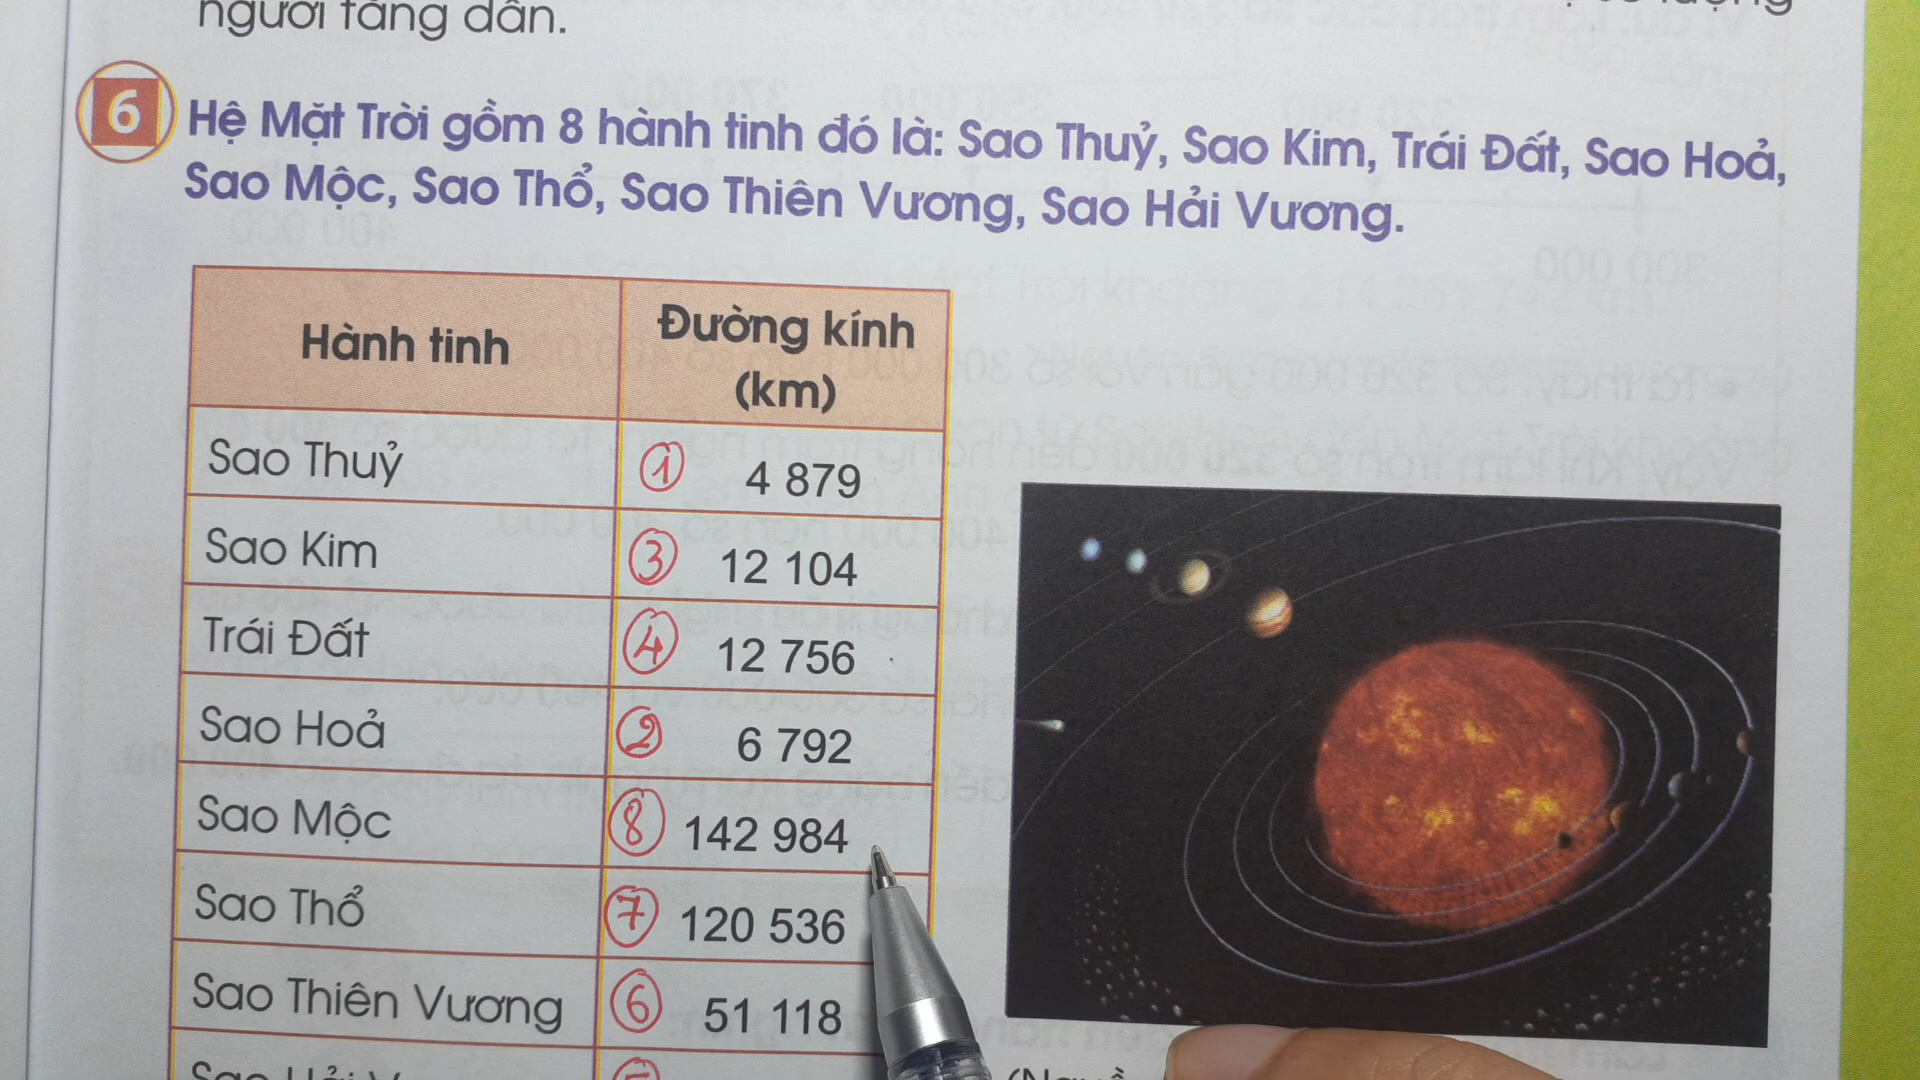 người tăng dần.
6 Hệ Mặt Trời gồm 8 hành tinh đó là: Sao Thuỷ, Sao Kim, Trái Đất, Sao Hoả,
Sao Mộc, Sao Thổ, Sao Thiên Vương, Sao Hải Vương.
Hành tinh Đường kính
(km)
Sao Thuỷ 1 4 879
Sao Kim 3 12 104
Trái Đất 4 12 756
Sao Hoả 2 6 792
Sao Mộc 8 142 984
Sao Thổ 7 120 536
Sao Thiên Vương 6 51 118